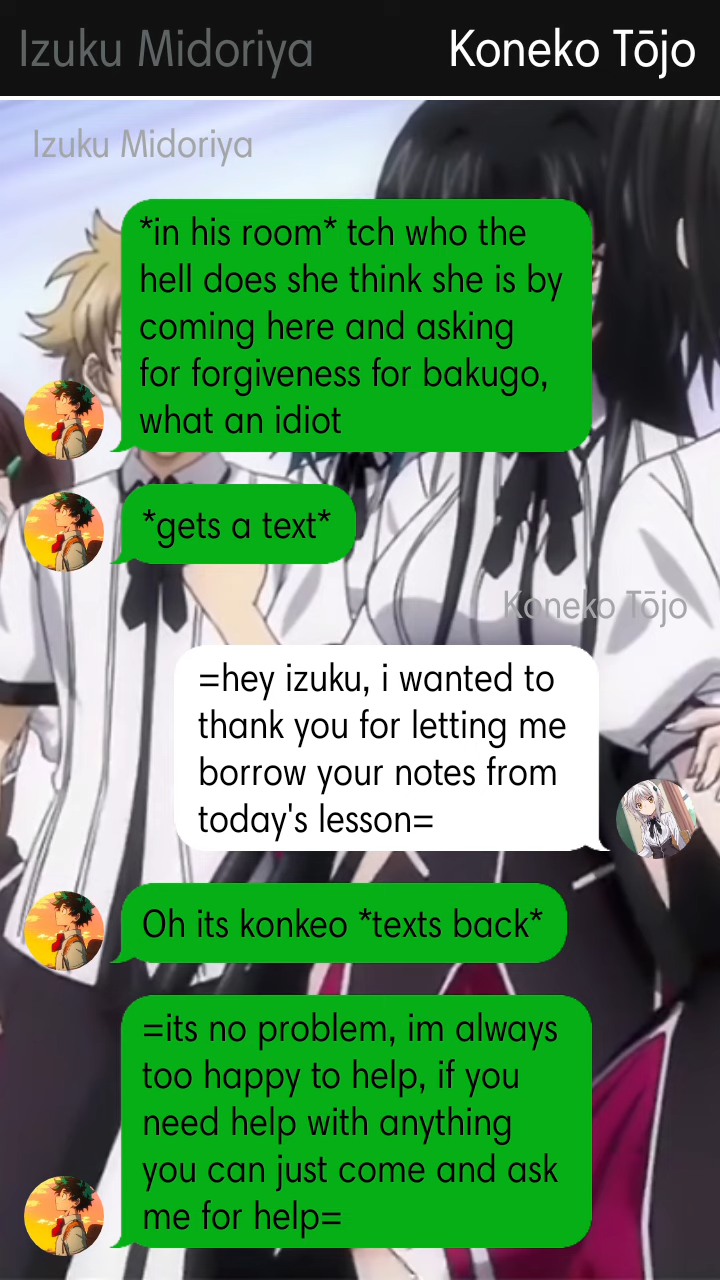 Izuku Midoriya
Koneko Tōjo
Izuku Midoriya
*in his room* tch who the
hell does she think she is by
coming here and asking
for forgiveness for bakugo,
what an idiot
*gets a text*
Koneko Tōjo
=hey izuku, i wanted to
thank you for letting me
borrow your notes from
today's lesson=
Oh its konkeo *texts back*
=its no problem, im always
too happy to help, if you
need help with anything
you can just come and ask
me for help=